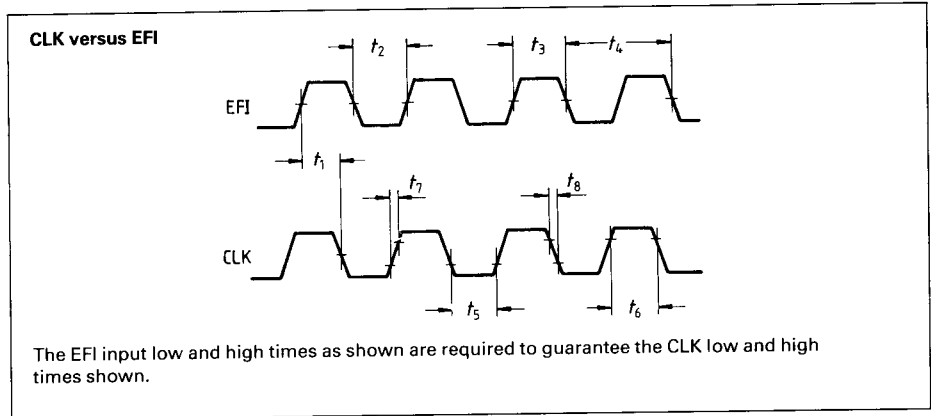 CLK versus EFI
t2
t3
t4
EFI
t1
t7
t8
CLK
t5
t6
The EFI input low and high times as shown are required to guarantee the CLK low and high
times shown.